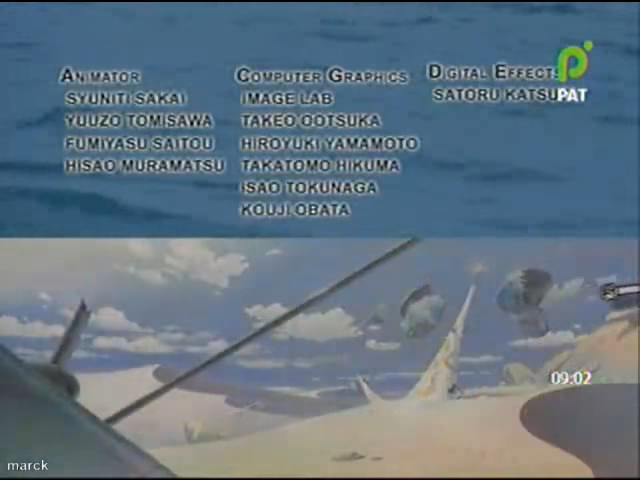 ANIMATOR
SYUNITI SAKAI
YUUZO TOMISAWA
FUMIYASU SAITOU
HISAO MURAMATSU
COMPUTER GRAPHICS
IMAGE LAB
TAKEO OOTSUKA
HIROYUKI YAMAMOTO
TAKATOMO HIKUMA
ISAO TOKUNAGA
KOUJI OBATA
DIGITAL EFFECTS
SATORU KATSU
PAT
09:02
marck